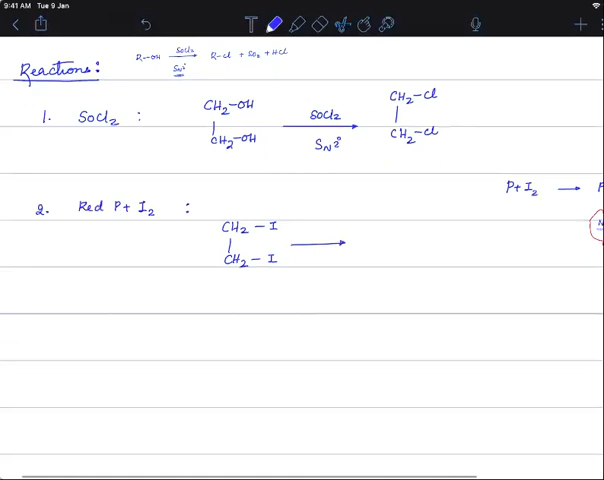 9:41 AM Tue 9 Jan
R—OH SOCl2 → R-Cl + SO2 + HCl
SNi
Reactions :
1. SOCl2 : CH2—OH SOCl2 → CH2—Cl
CH2—OH SNi CH2—Cl
P + I2 →
2. Red P + I2 :
CH2 — I →
CH2 — I